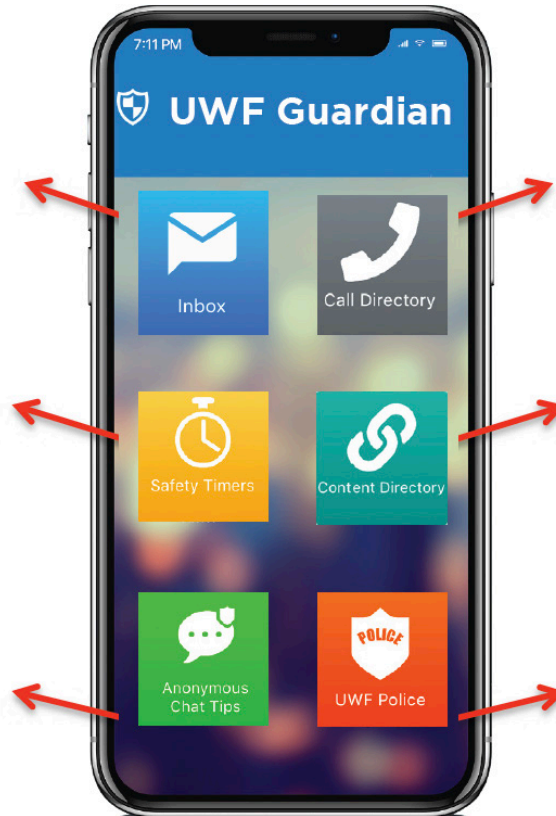 7:11 PM
UWF Guardian
Inbox
Call Directory
Safety Timers
Content Directory
Anonymous
Chat Tips
POLICE
UWF Police